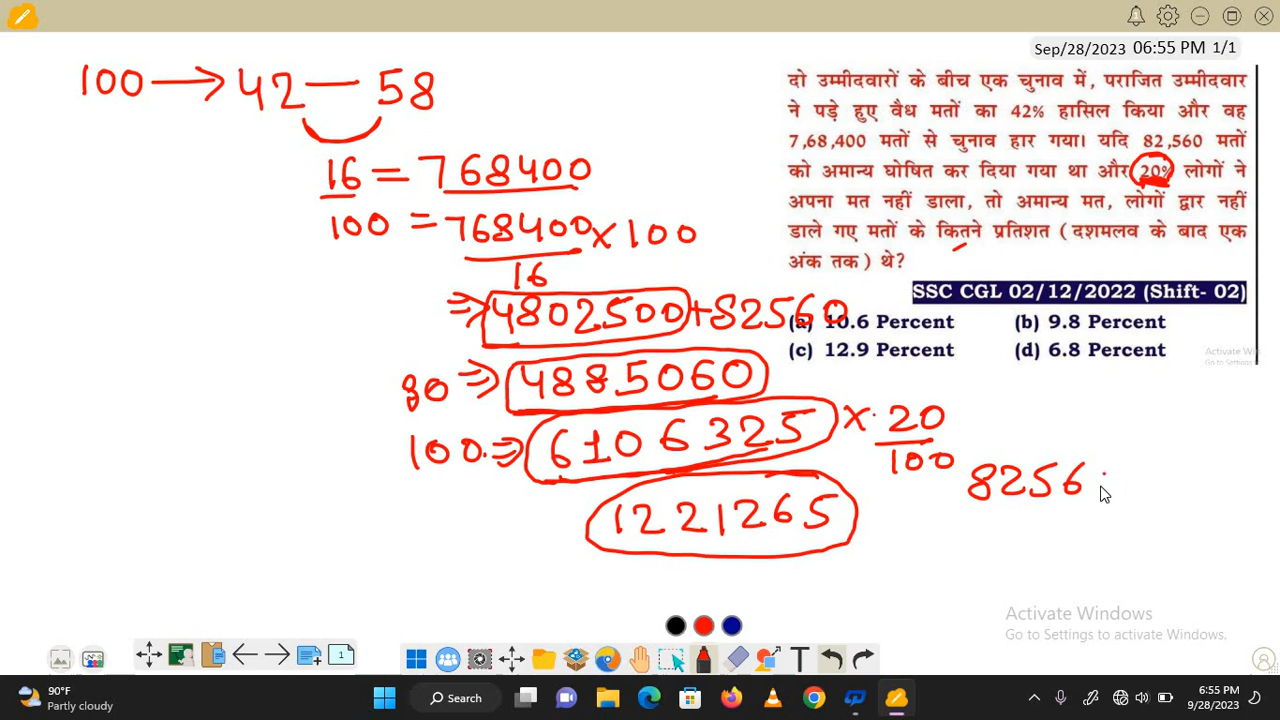 Sep/28/2023 06:55 PM 1/1
100 → 42 — 58
16 = 768400
100 = 768400 × 100
16
⇒ 4802500 + 82560
80 ⇒ 4885060
100. ⇒ 6106325 × 20
100
1221265
8256
दो उम्मीदवारों के बीच एक चुनाव में, पराजित उम्मीदवार
ने पड़े हुए वैध मतों का 42% हासिल किया और वह
7,68,400 मतों से चुनाव हार गया। यदि 82,560 मतों
को अमान्य घोषित कर दिया गया था और 20% लोगों ने
अपना मत नहीं डाला, तो अमान्य मत, लोगों द्वार नहीं
डाले गए मतों के कितने प्रतिशत (दशमलव के बाद एक
अंक तक) थे?
SSC CGL 02/12/2022 (Shift- 02)
(a) 10.6 Percent (b) 9.8 Percent
(c) 12.9 Percent (d) 6.8 Percent
Activate Windows
Go to Settings to activate Windows.
1
T
90°F
Partly cloudy
Search
6:55 PM
9/28/2023